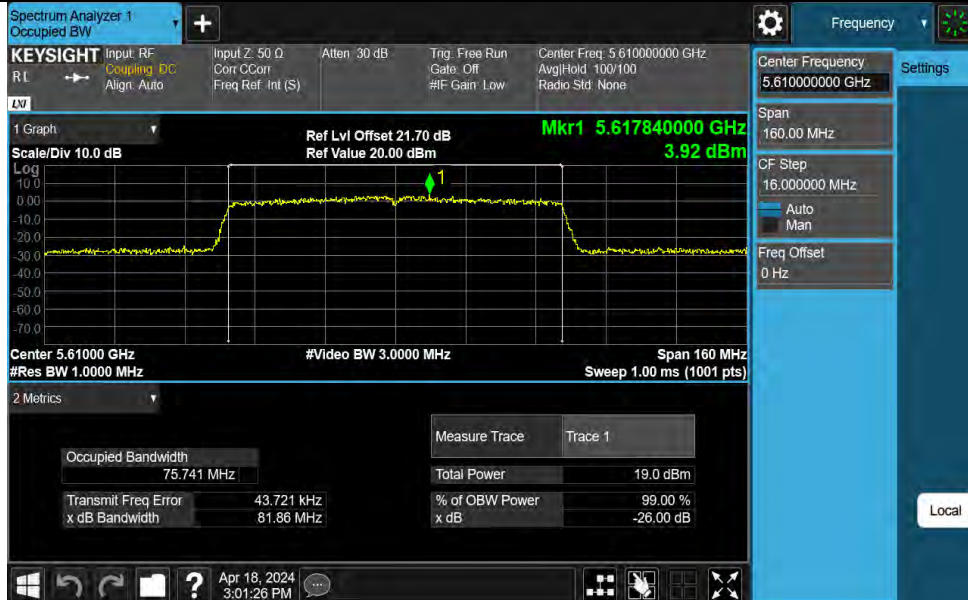 Spectrum Analyzer 1
Occupied BW
+
Frequency
KEYSIGHT
RL
LXI
Input: RF
Coupling: DC
Align: Auto
Input Z: 50 Ω
Corr CCorr
Freq Ref: Int (S)
Atten: 30 dB
Trig: Free Run
Gate: Off
#IF Gain: Low
Center Freq: 5.610000000 GHz
Avg|Hold: 100/100
Radio Std: None
1 Graph
Scale/Div 10.0 dB
Ref Lvl Offset 21.70 dB
Ref Value 20.00 dBm
Mkr1 5.617840000 GHz
3.92 dBm
Log
10.0
0.00
-10.0
-20.0
-30.0
-40.0
-50.0
-60.0
-70.0
1
Center 5.61000 GHz
#Res BW 1.0000 MHz
#Video BW 3.0000 MHz
Span 160 MHz
Sweep 1.00 ms (1001 pts)
2 Metrics
Occupied Bandwidth
75.741 MHz
Transmit Freq Error 43.721 kHz
x dB Bandwidth 81.86 MHz
Measure Trace Trace 1
Total Power 19.0 dBm
% of OBW Power 99.00 %
x dB -26.00 dB
Center Frequency
5.610000000 GHz
Span
160.00 MHz
CF Step
16.000000 MHz
Auto
Man
Freq Offset
0 Hz
Settings
Local
?
Apr 18, 2024
3:01:26 PM